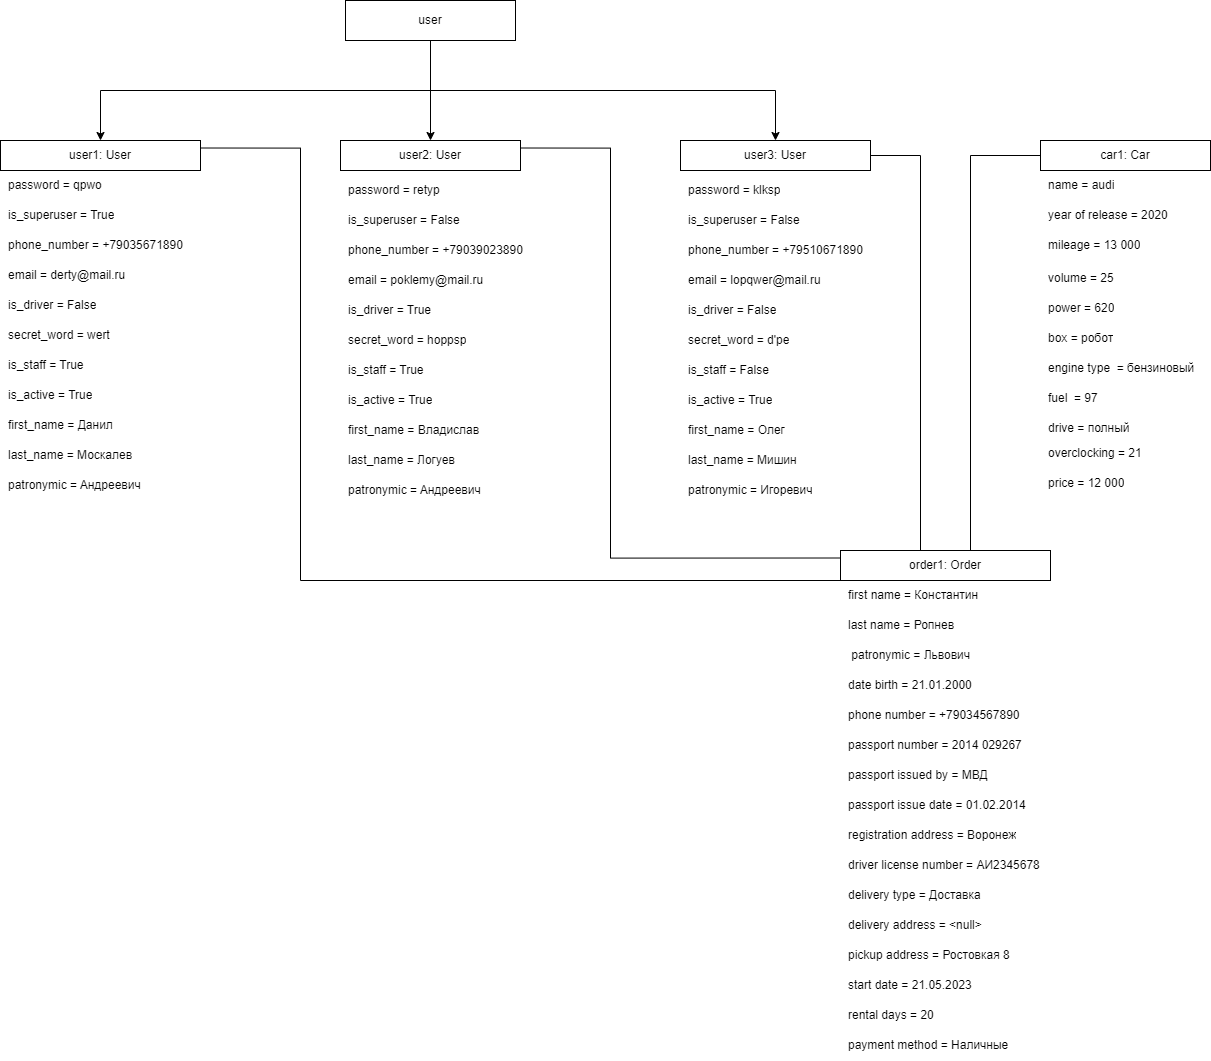 user
user1: User
password = qpwo
is_superuser = True
phone_number = +79035671890
email = derty@mail.ru
is_driver = False
secret_word = wert
is_staff = True
is_active = True
first_name = Данил
last_name = Москалев
patronymic = Андреевич
user2: User
password = retyp
is_superuser = False
phone_number = +79039023890
email = poklemy@mail.ru
is_driver = True
secret_word = hoppsp
is_staff = True
is_active = True
first_name = Владислав
last_name = Логуев
patronymic = Андреевич
user3: User
password = klksp
is_superuser = False
phone_number = +79510671890
email = lopqwer@mail.ru
is_driver = False
secret_word = d'pe
is_staff = False
is_active = True
first_name = Олег
last_name = Мишин
patronymic = Игоревич
car1: Car
name = audi
year of release = 2020
mileage = 13 000
volume = 25
power = 620
box = робот
engine type = бензиновый
fuel = 97
drive = полный
overclocking = 21
price = 12 000
order1: Order
first name = Константин
last name = Ропнев
patronymic = Львович
date birth = 21.01.2000
phone number = +79034567890
passport number = 2014 029267
passport issued by = МВД
passport issue date = 01.02.2014
registration address = Воронеж
driver license number = АИ2345678
delivery type = Доставка
delivery address = <null>
pickup address = Ростовкая 8
start date = 21.05.2023
rental days = 20
payment method = Наличные